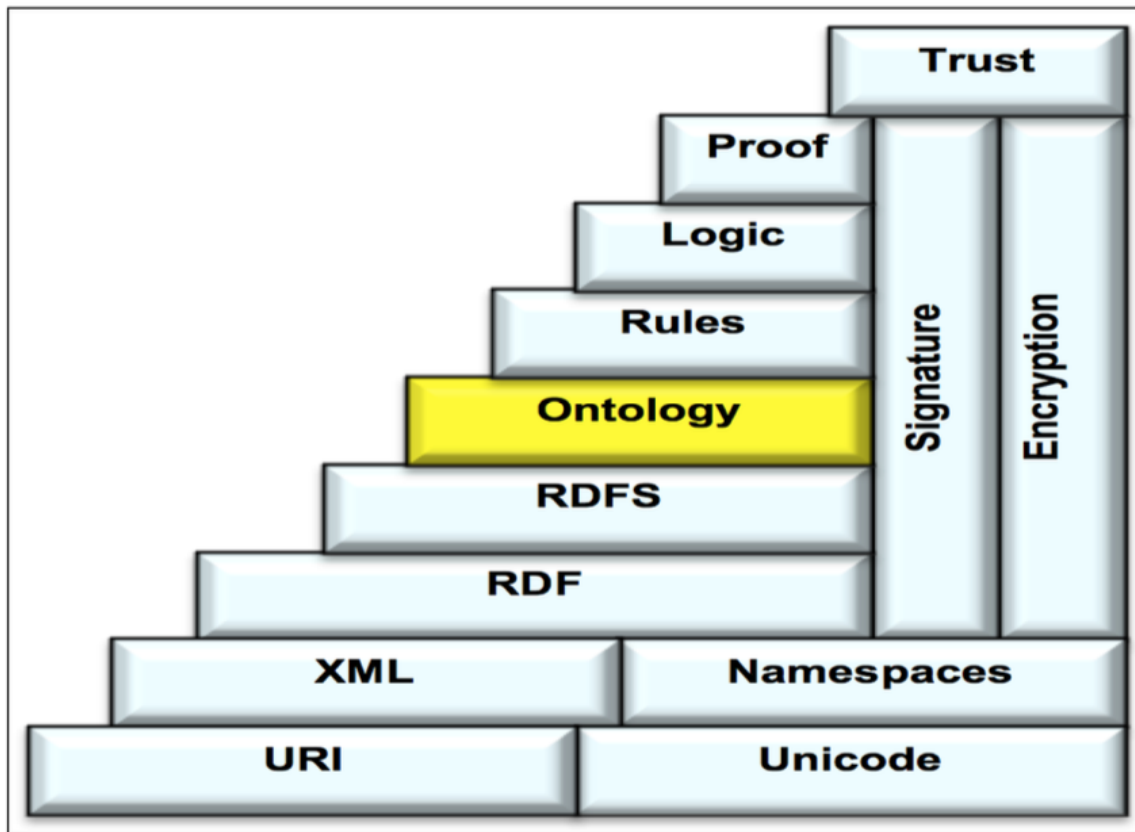 Trust
Proof
Logic
Rules
Ontology
RDFS
RDF
Signature
Encryption
XML
Namespaces
URI
Unicode